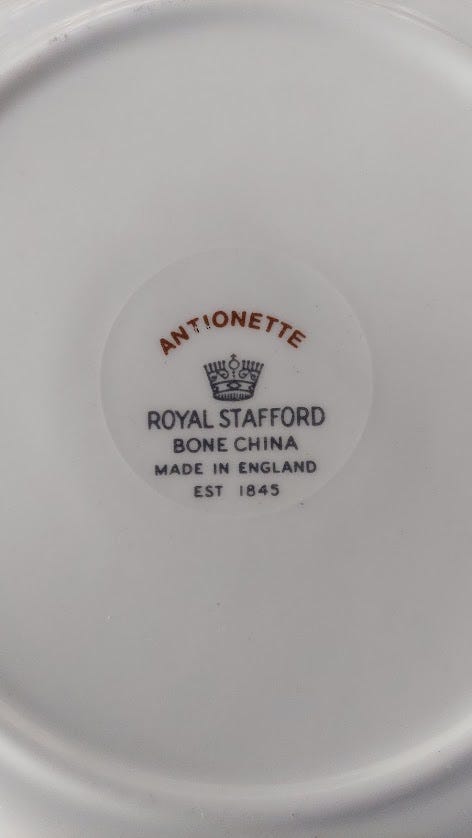 ANTIONETTE
ROYAL STAFFORD
BONE CHINA
MADE IN ENGLAND
EST 1845